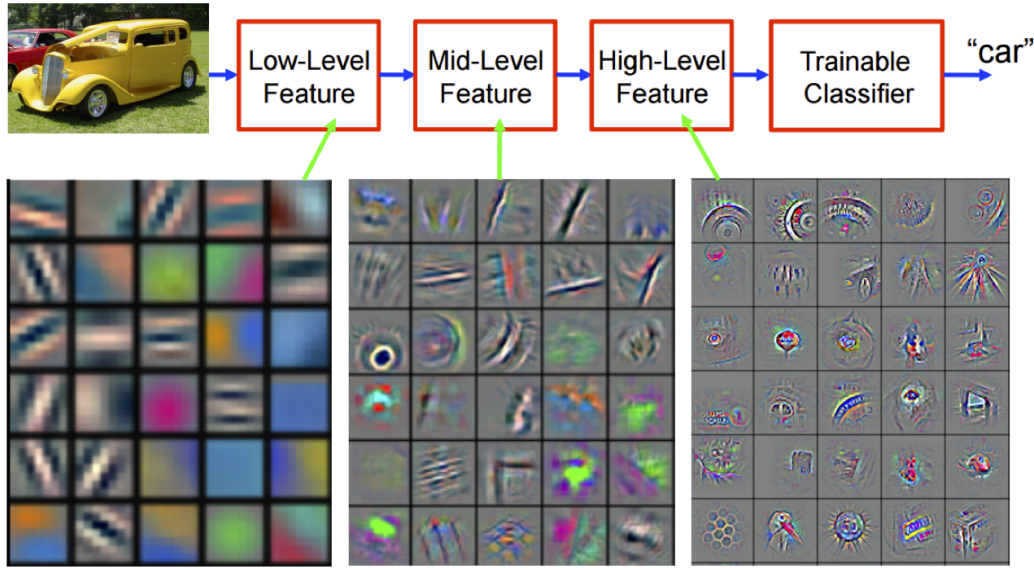 Low-Level
Feature
Mid-Level
Feature
High-Level
Feature
Trainable
Classifier
“car”